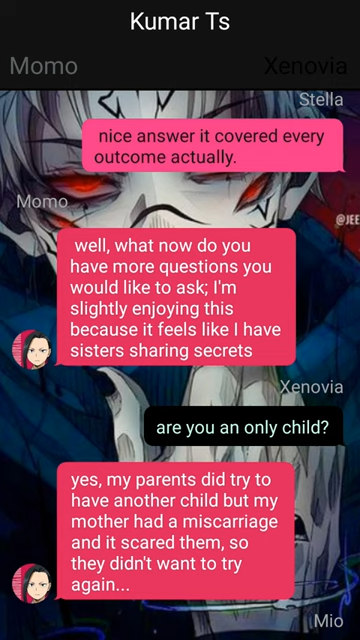 Kumar Ts
Momo
Xenovia
Stella
nice answer it covered every
outcome actually.
Momo
@JEE
well, what now do you
have more questions you
would like to ask; I'm
slightly enjoying this
because it feels like I have
sisters sharing secrets
Xenovia
are you an only child?
yes, my parents did try to
have another child but my
mother had a miscarriage
and it scared them, so
they didn't want to try
again...
Mio